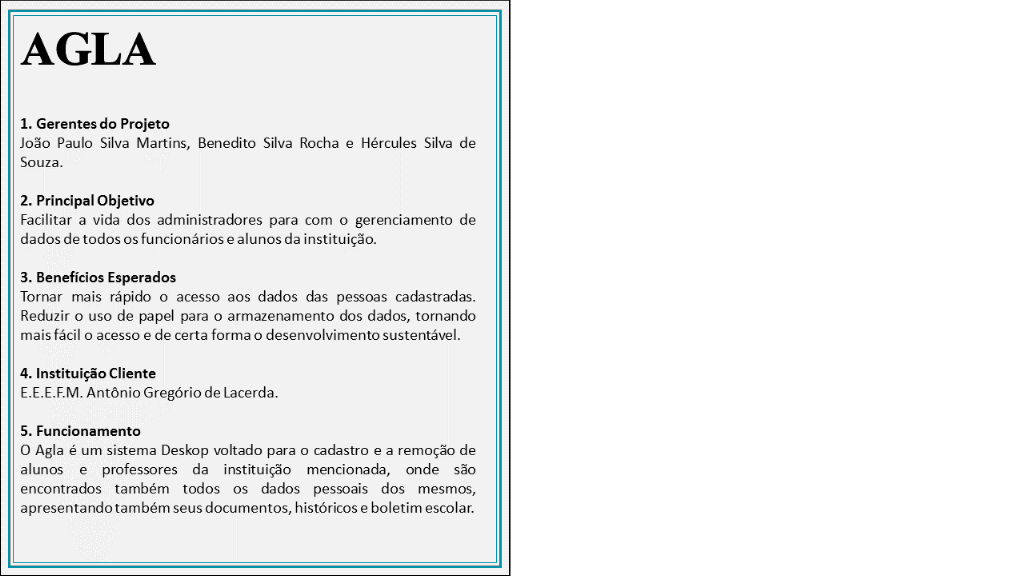 AGLA
1. Gerentes do Projeto
João Paulo Silva Martins, Benedito Silva Rocha e Hércules Silva de
Souza.
2. Principal Objetivo
Facilitar a vida dos administradores para com o gerenciamento de
dados de todos os funcionários e alunos da instituição.
3. Benefícios Esperados
Tornar mais rápido o acesso aos dados das pessoas cadastradas.
Reduzir o uso de papel para o armazenamento dos dados, tornando
mais fácil o acesso e de certa forma o desenvolvimento sustentável.
4. Instituição Cliente
E.E.E.F.M. Antônio Gregório de Lacerda.
5. Funcionamento
O Agla é um sistema Deskop voltado para o cadastro e a remoção de
alunos e professores da instituição mencionada, onde são
encontrados também todos os dados pessoais dos mesmos,
apresentando também seus documentos, históricos e boletim escolar.